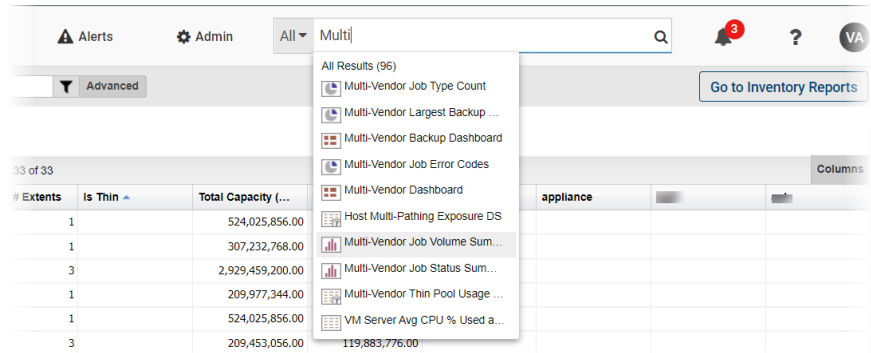 Alerts
Admin
All
Multi
3
?
VA
All Results (96)
Advanced
Go to Inventory Reports
Multi-Vendor Job Type Count
Multi-Vendor Largest Backup ...
Multi-Vendor Backup Dashboard
Multi-Vendor Job Error Codes
33 of 33
Columns
Multi-Vendor Dashboard
# Extents Is Thin Total Capacity (... appliance
Host Multi-Pathing Exposure DS
1 524,025,856.00
Multi-Vendor Job Volume Sum...
1 307,232,768.00
Multi-Vendor Job Status Sum...
3 2,929,459,200.00
Multi-Vendor Thin Pool Usage ...
1 209,977,344.00
VM Server Avg CPU % Used a...
1 524,025,856.00
3 209,453,056.00 119,883,776.00